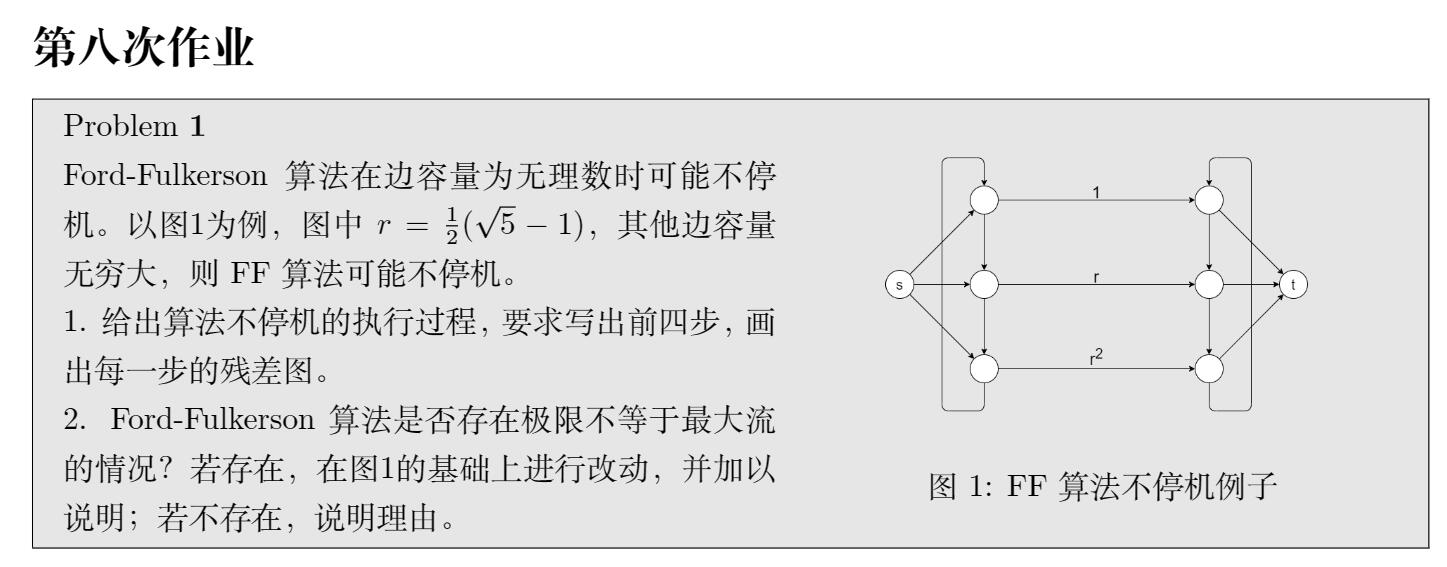 第八次作业
Problem 1
Ford-Fulkerson 算法在边容量为无理数时可能不停
机。以图1为例，图中 r = 1/2(√5 − 1)，其他边容量
无穷大，则 FF 算法可能不停机。
1. 给出算法不停机的执行过程, 要求写出前四步, 画
出每一步的残差图。
2. Ford-Fulkerson 算法是否存在极限不等于最大流
的情况？若存在，在图1的基础上进行改动，并加以
说明；若不存在，说明理由。
1
s
r
t
r²
图 1: FF 算法不停机例子